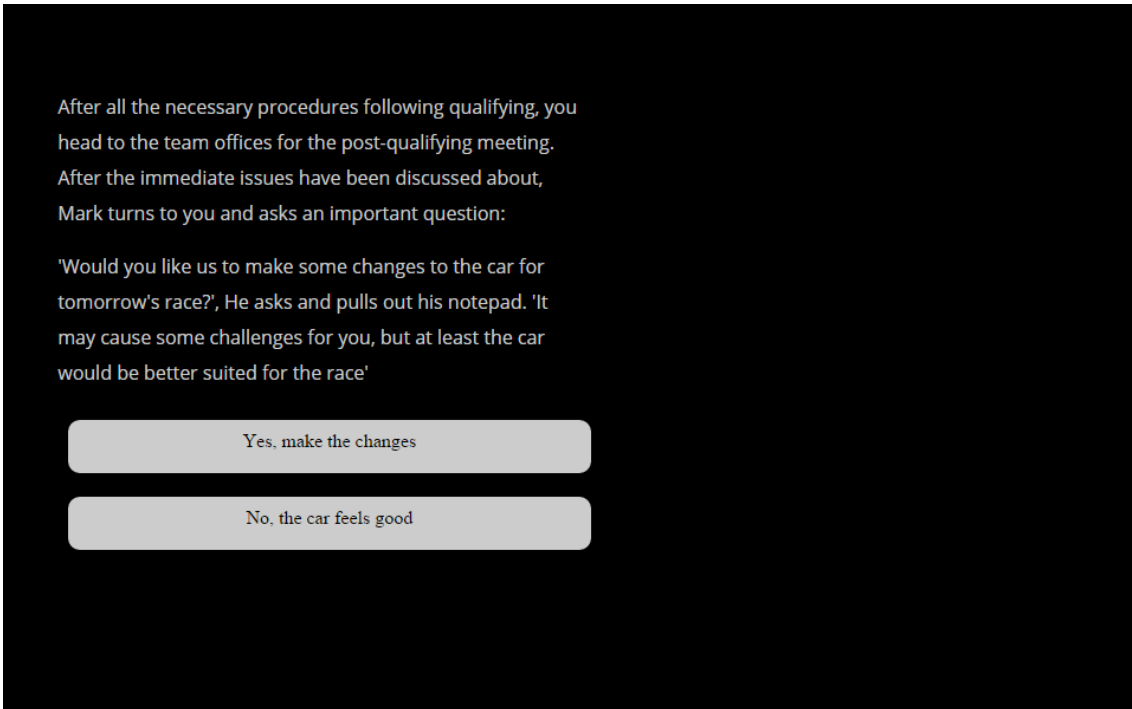 After all the necessary procedures following qualifying, you
head to the team offices for the post-qualifying meeting.
After the immediate issues have been discussed about,
Mark turns to you and asks an important question:
'Would you like us to make some changes to the car for
tomorrow's race?', He asks and pulls out his notepad. 'It
may cause some challenges for you, but at least the car
would be better suited for the race'
Yes, make the changes
No, the car feels good